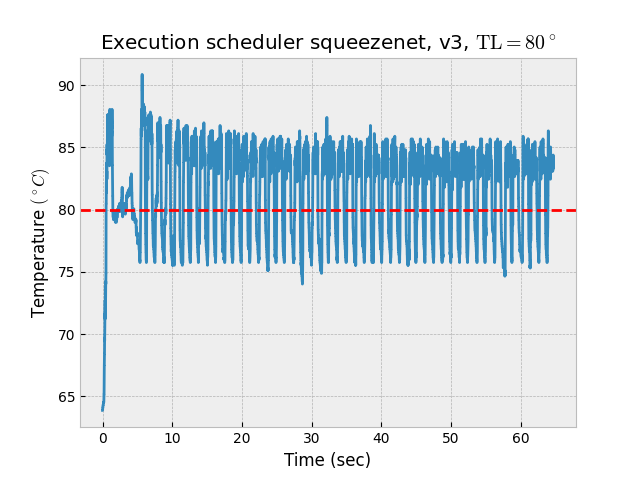 Execution scheduler squeezenet, v3, TL = 80°
90
85
80
75
70
65
Temperature (°C)
0 10 20 30 40 50 60
Time (sec)